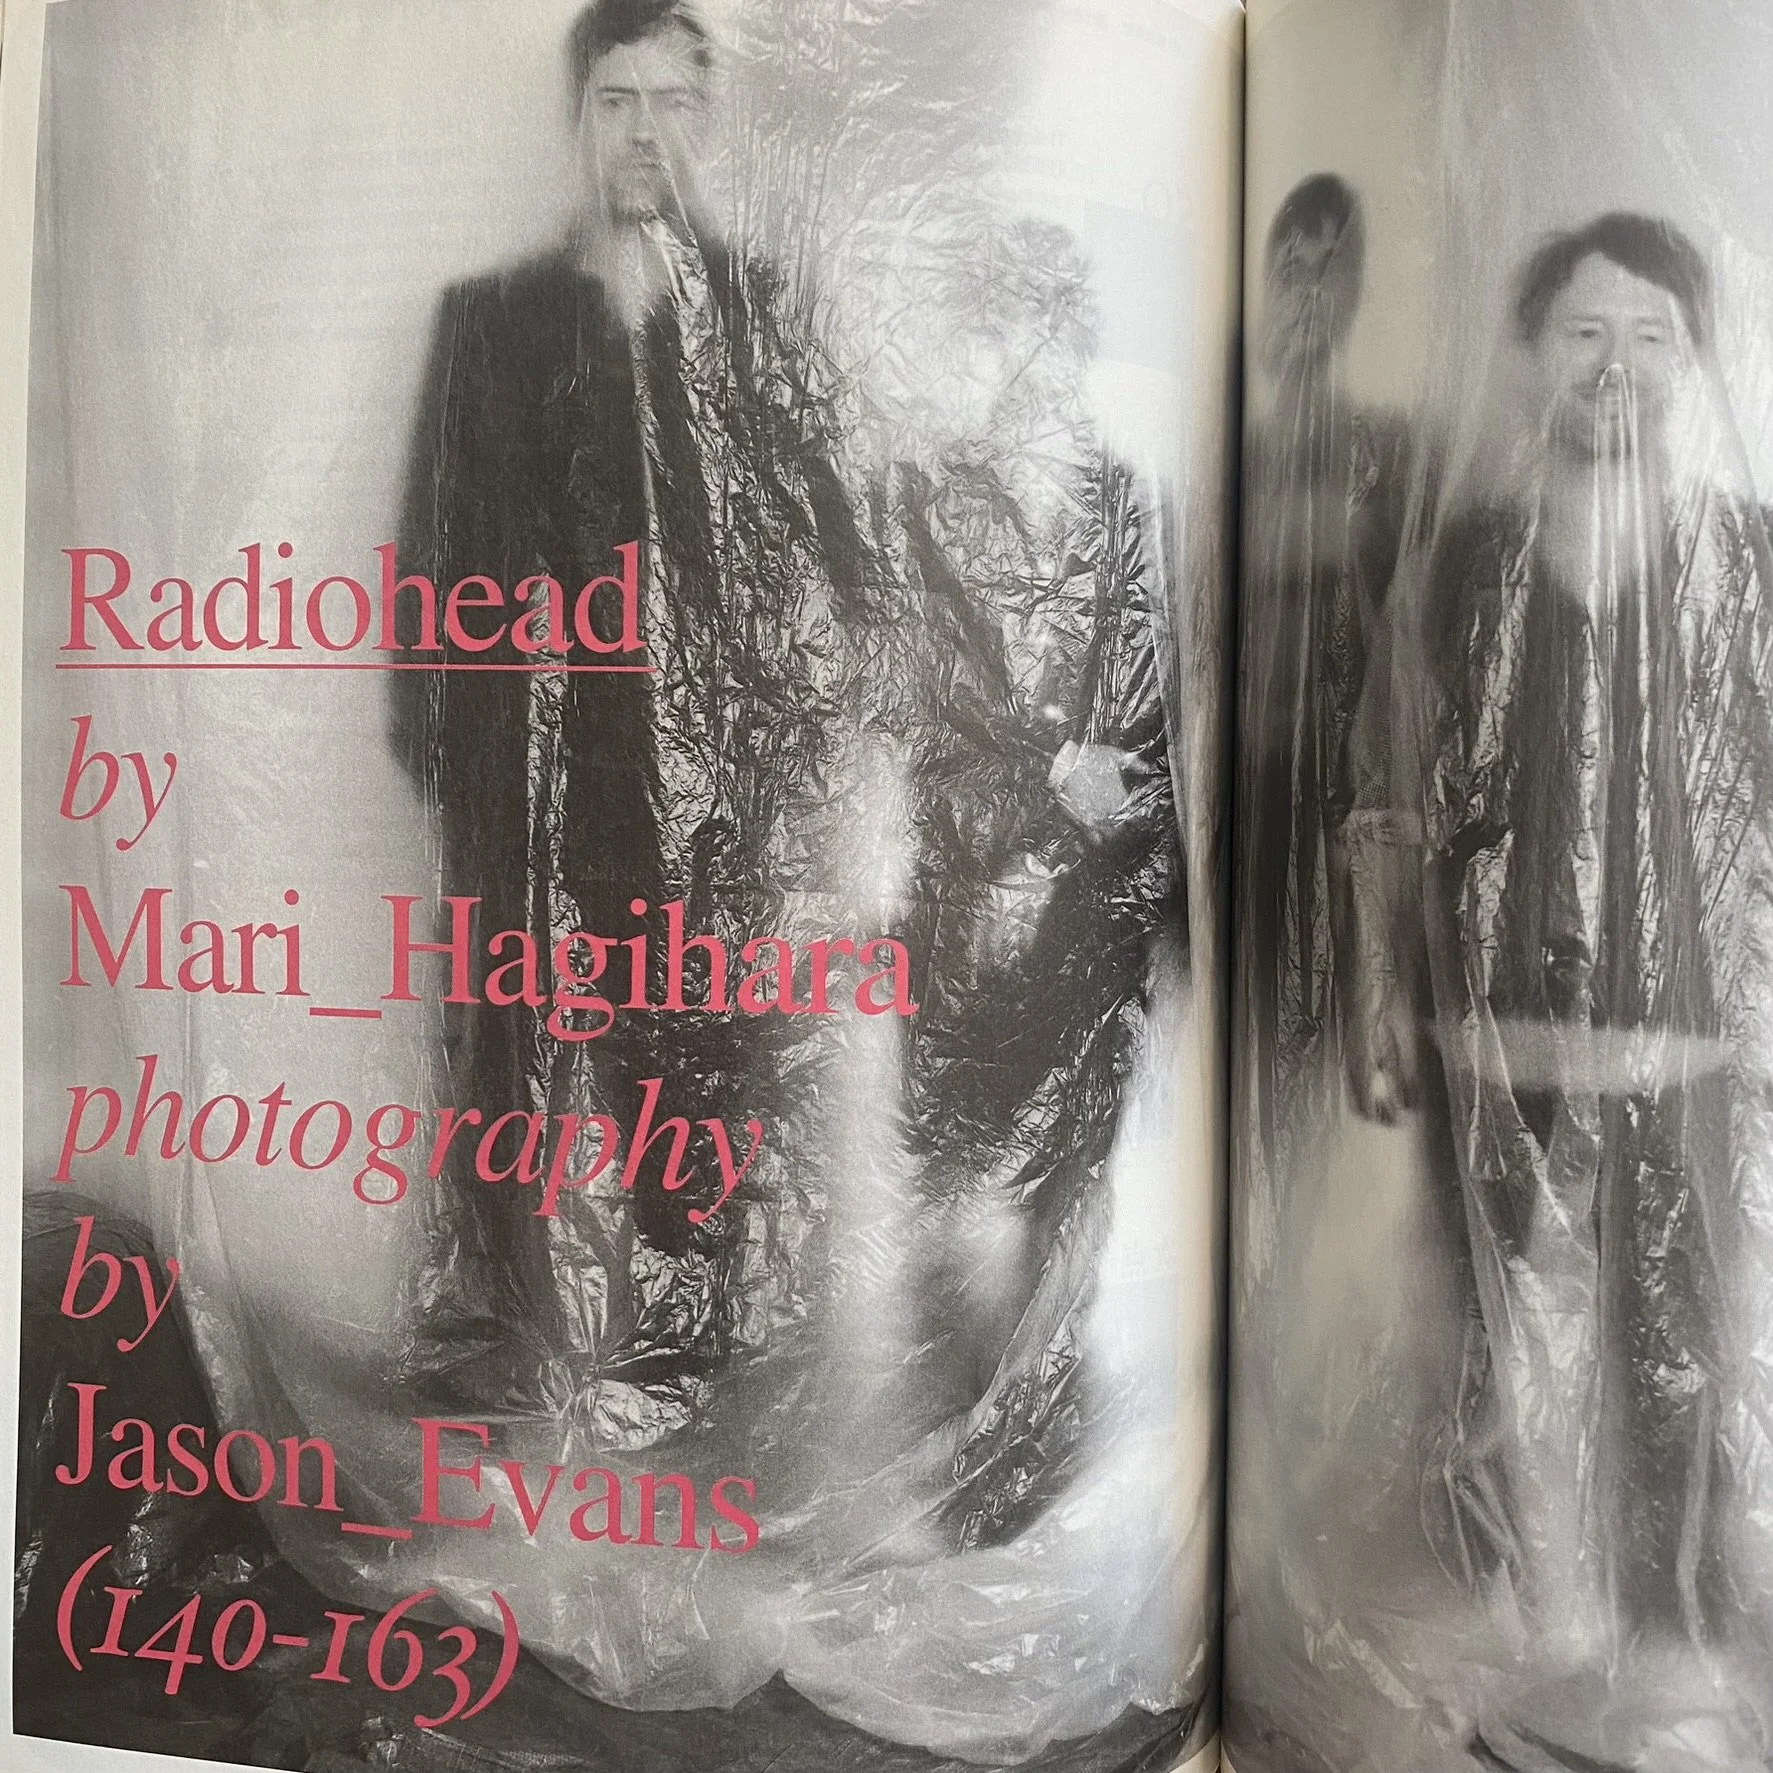 Radiohead
by
Mari_Hagihara
photography
by
Jason_Evans
(140-163)